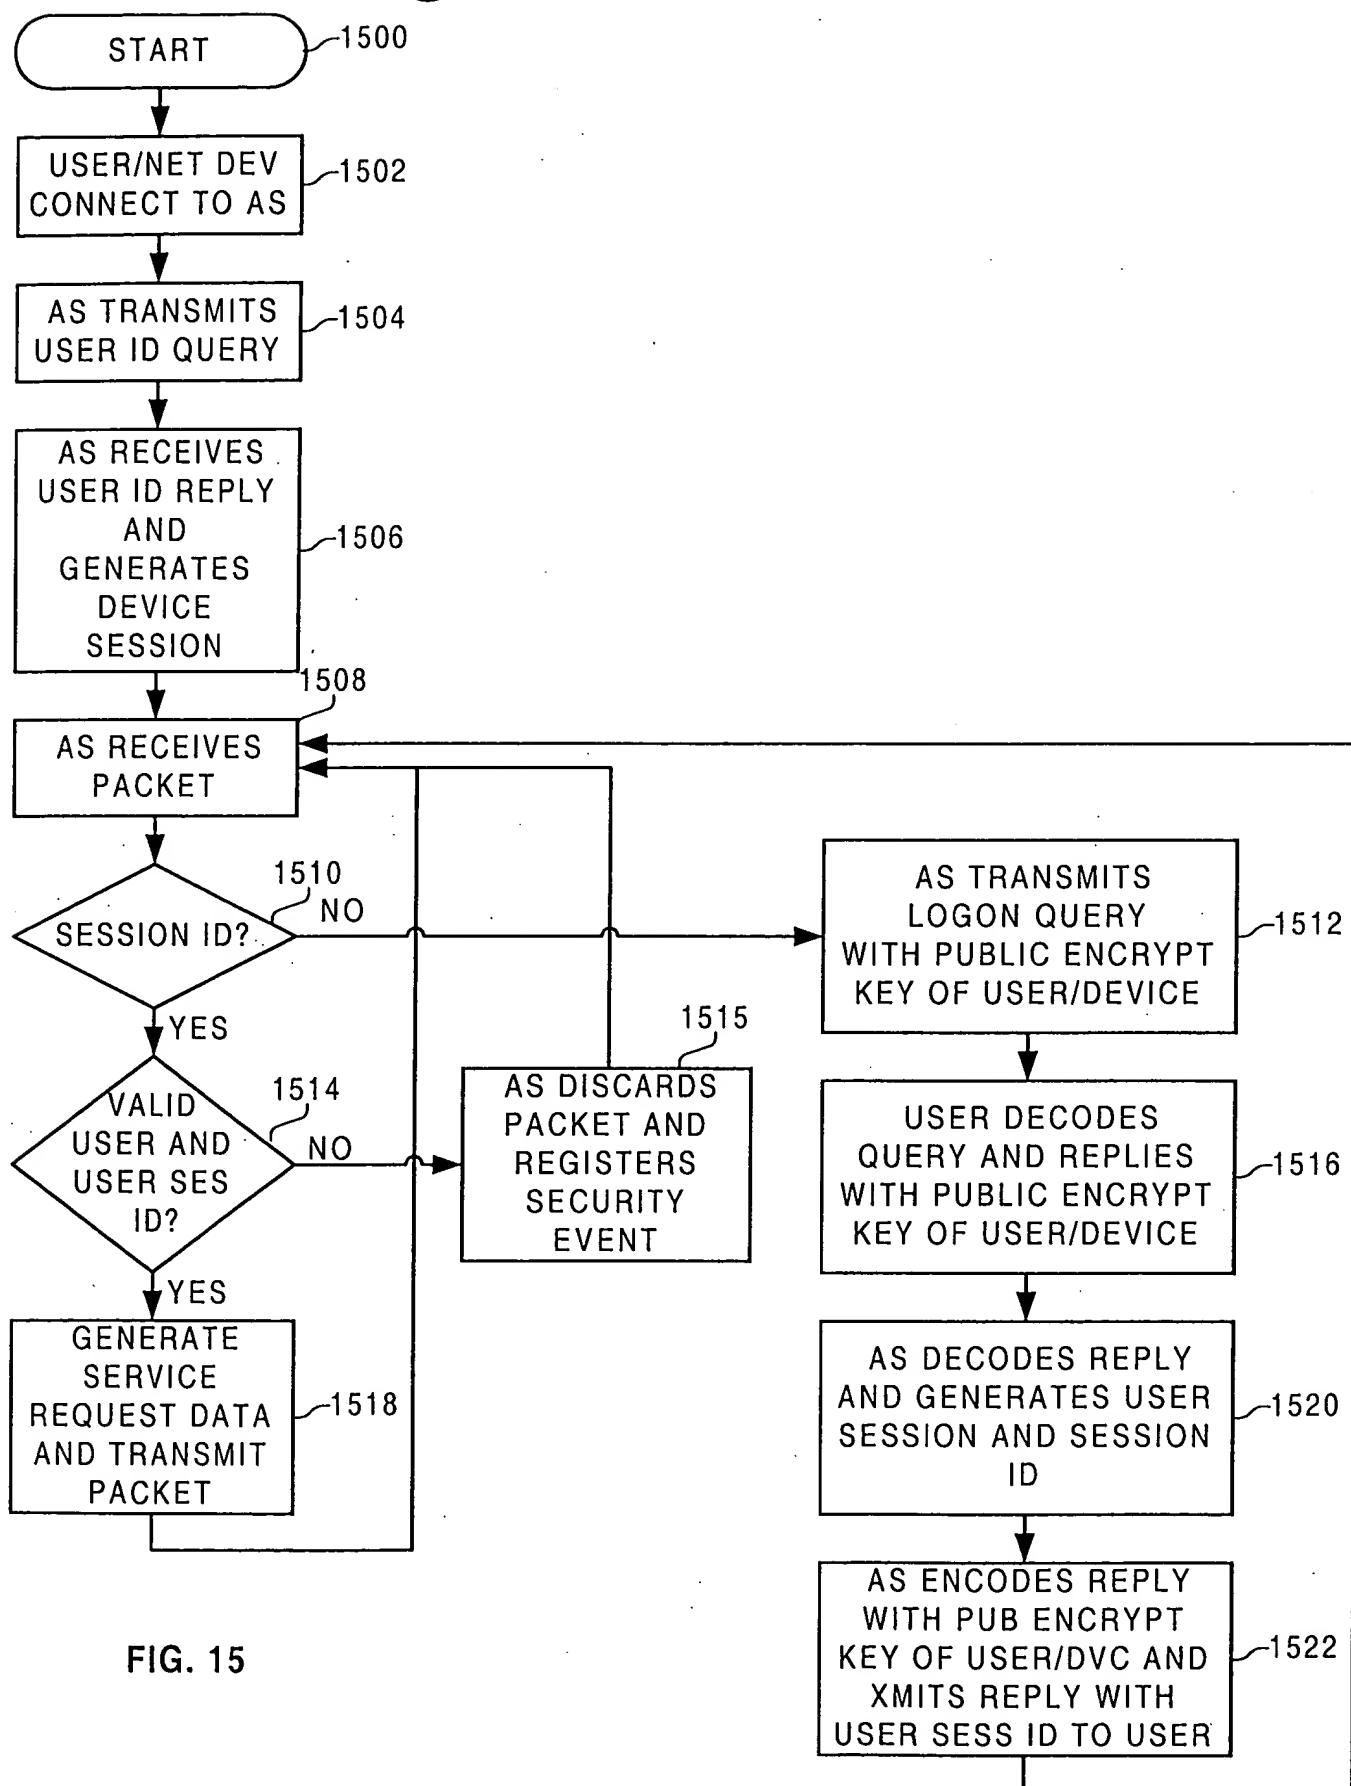 START
1500
USER/NET DEV
CONNECT TO AS
1502
AS TRANSMITS
USER ID QUERY
1504
AS RECEIVES
USER ID REPLY
AND
GENERATES
DEVICE
SESSION
1506
1508
AS RECEIVES
PACKET
1510
SESSION ID?
NO
YES
AS TRANSMITS
LOGON QUERY
WITH PUBLIC ENCRYPT
KEY OF USER/DEVICE
1512
1514
VALID
USER AND
USER SES
ID?
NO
YES
1515
AS DISCARDS
PACKET AND
REGISTERS
SECURITY
EVENT
USER DECODES
QUERY AND REPLIES
WITH PUBLIC ENCRYPT
KEY OF USER/DEVICE
1516
GENERATE
SERVICE
REQUEST DATA
AND TRANSMIT
PACKET
1518
AS DECODES REPLY
AND GENERATES USER
SESSION AND SESSION
ID
1520
AS ENCODES REPLY
WITH PUB ENCRYPT
KEY OF USER/DVC AND
XMITS REPLY WITH
USER SESS ID TO USER
1522
FIG. 15